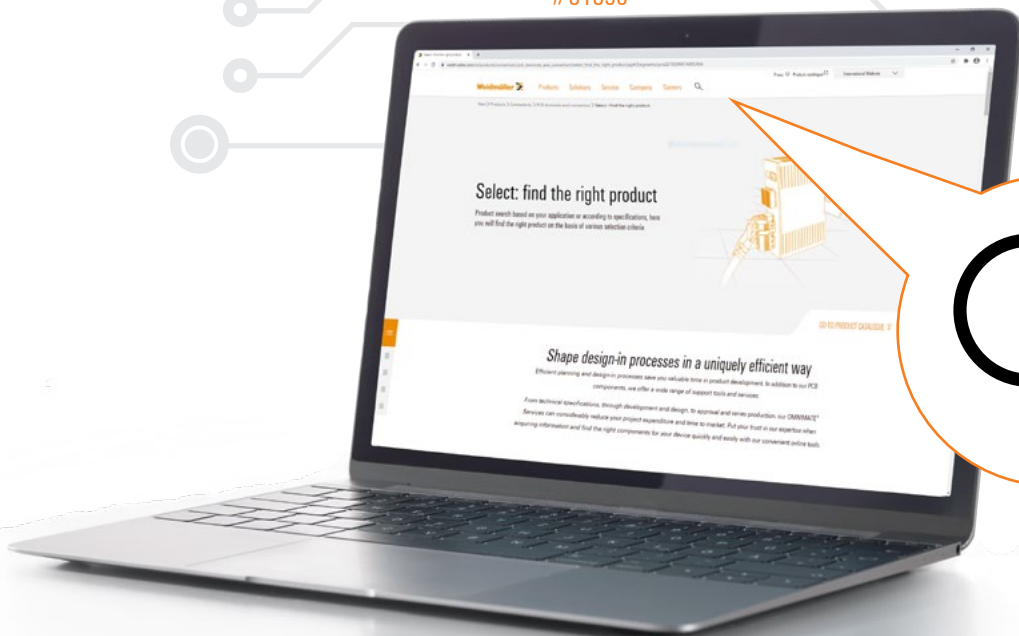 Weidmüller
Products Solutions Service Company Careers
Select: find the right product
Product search based on your application or according to specifications, here
you will find the right product on the basis of various selection criteria
GO TO PRODUCT CATALOGUE
Shape design-in processes in a uniquely efficient way
Efficient planning and design-in processes save you valuable time in product development. In addition to our PCB
components, we offer a wide range of support tools and services.
From technical specifications, through development and design, to approval and series production, our OMNIMATE®
Services can considerably reduce your project expenditure and time to market. Put your trust in our expertise when
enquiring information and find the right components for your device quickly and easily with our convenient online tools.